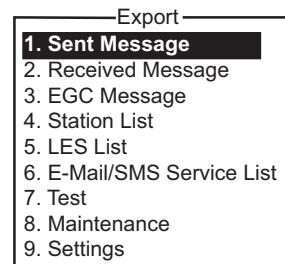 Export
1. Sent Message
2. Received Message
3. EGC Message
4. Station List
5. LES List
6. E-Mail/SMS Service List
7. Test
8. Maintenance
9. Settings